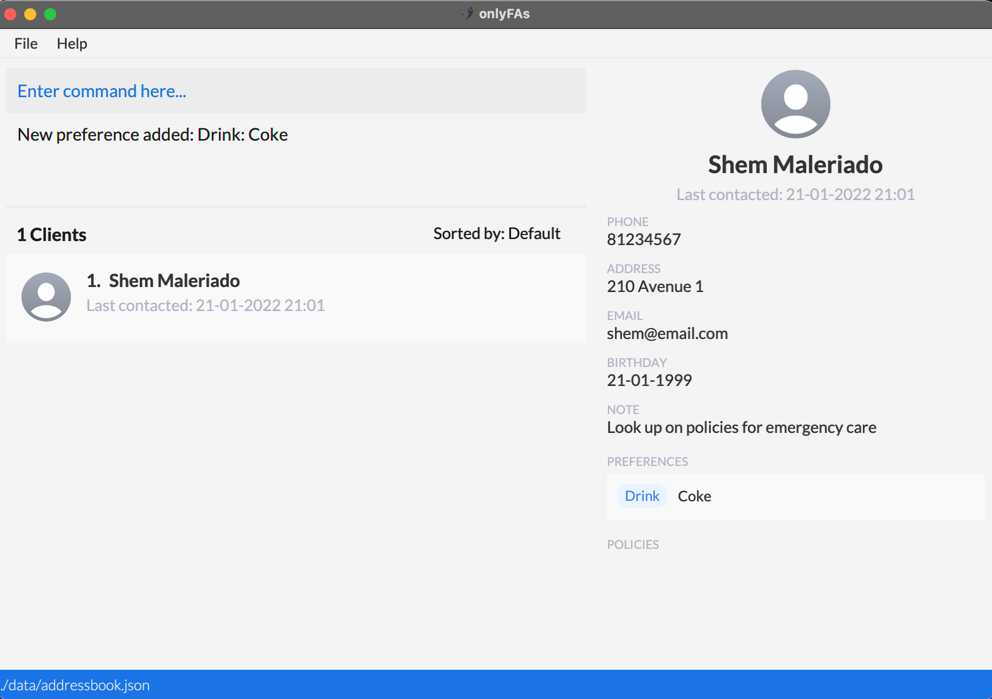 onlyFAs
File Help
Enter command here...
New preference added: Drink: Coke
1 Clients Sorted by: Default
1. Shem Maleriado
Last contacted: 21-01-2022 21:01
Shem Maleriado
Last contacted: 21-01-2022 21:01
PHONE
81234567
ADDRESS
210 Avenue 1
EMAIL
shem@email.com
BIRTHDAY
21-01-1999
NOTE
Look up on policies for emergency care
PREFERENCES
Drink Coke
POLICIES
./data/addressbook.json